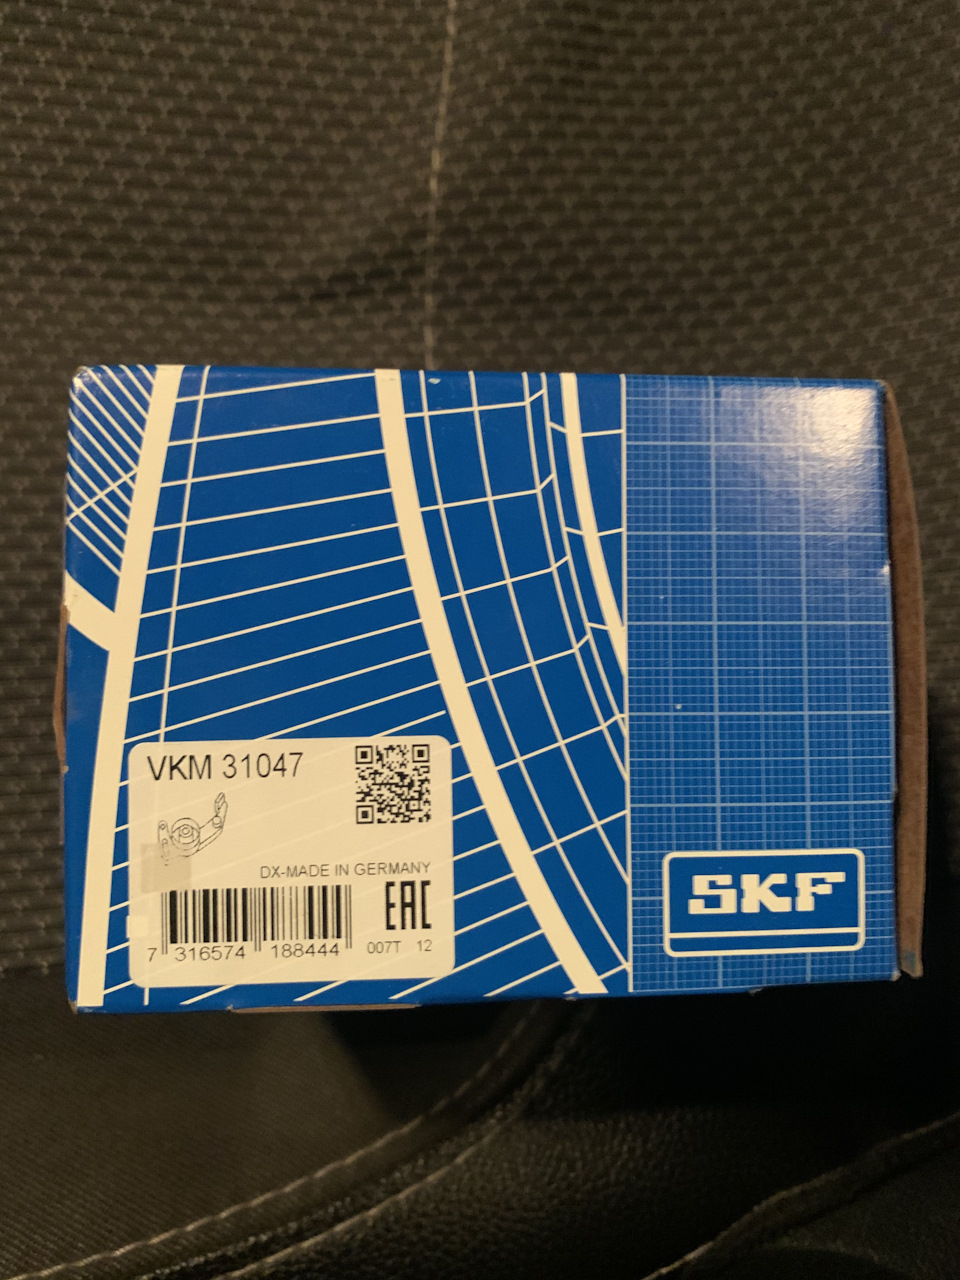 VKM 31047
DX-MADE IN GERMANY
EAC
7 316574 188444 007T 12
SKF